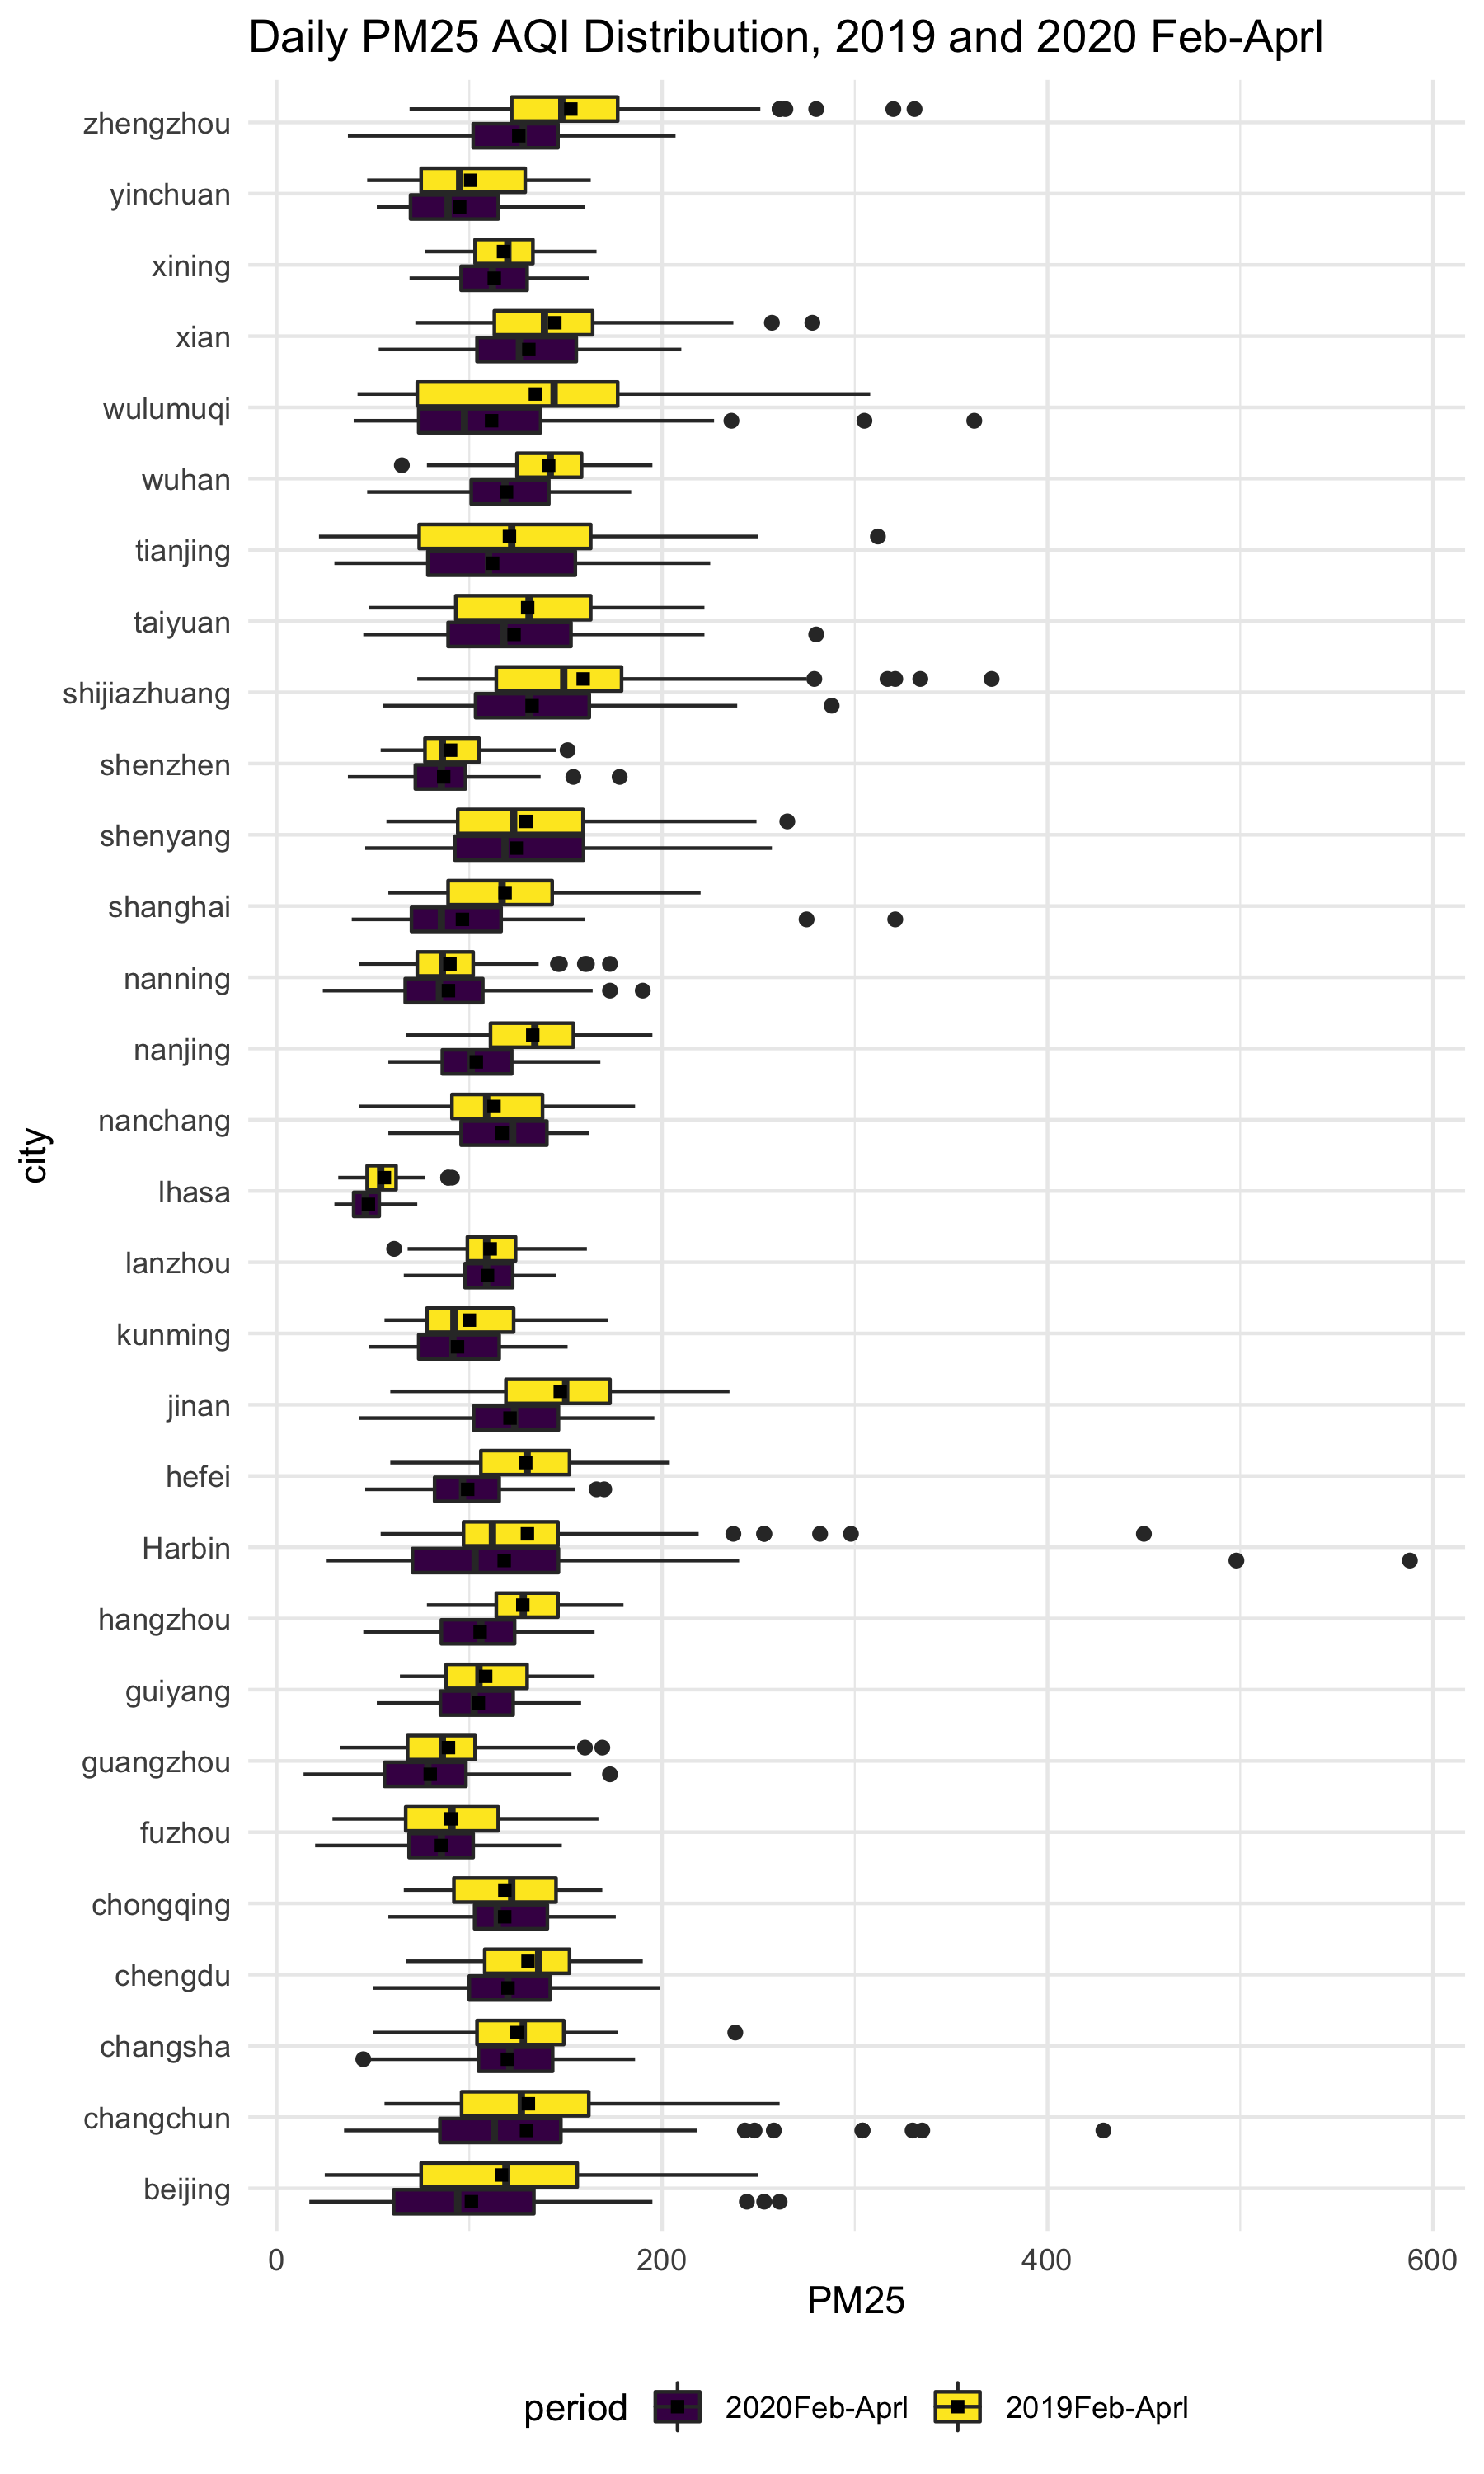 Daily PM25 AQI Distribution, 2019 and 2020 Feb-Aprl
zhengzhou
yinchuan
xining
xian
wulumuqi
wuhan
tianjing
taiyuan
shijiazhuang
shenzhen
shenyang
shanghai
nanning
nanjing
nanchang
city
lhasa
lanzhou
kunming
jinan
hefei
Harbin
hangzhou
guiyang
guangzhou
fuzhou
chongqing
chengdu
changsha
changchun
beijing
0 200 400 600
PM25
period 2020Feb-Aprl 2019Feb-Aprl